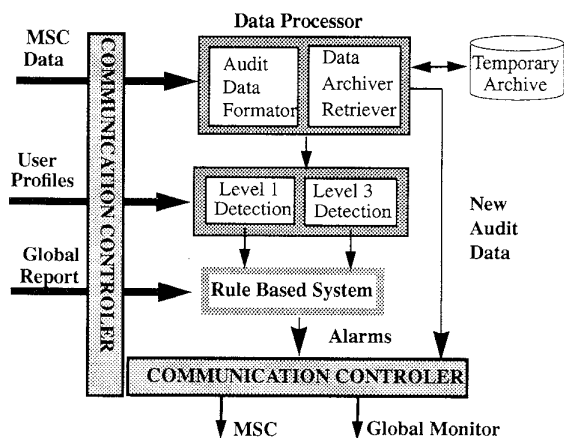 Data Processor
MSC
Data
COMMUNICATION CONTROLER
Audit
Data
Formator
Data
Archiver
Retriever
Temporary
Archive
User
Profiles
Level 1
Detection
Level 3
Detection
New
Audit
Data
Global
Report
Rule Based System
Alarms
COMMUNICATION CONTROLER
MSC
Global Monitor